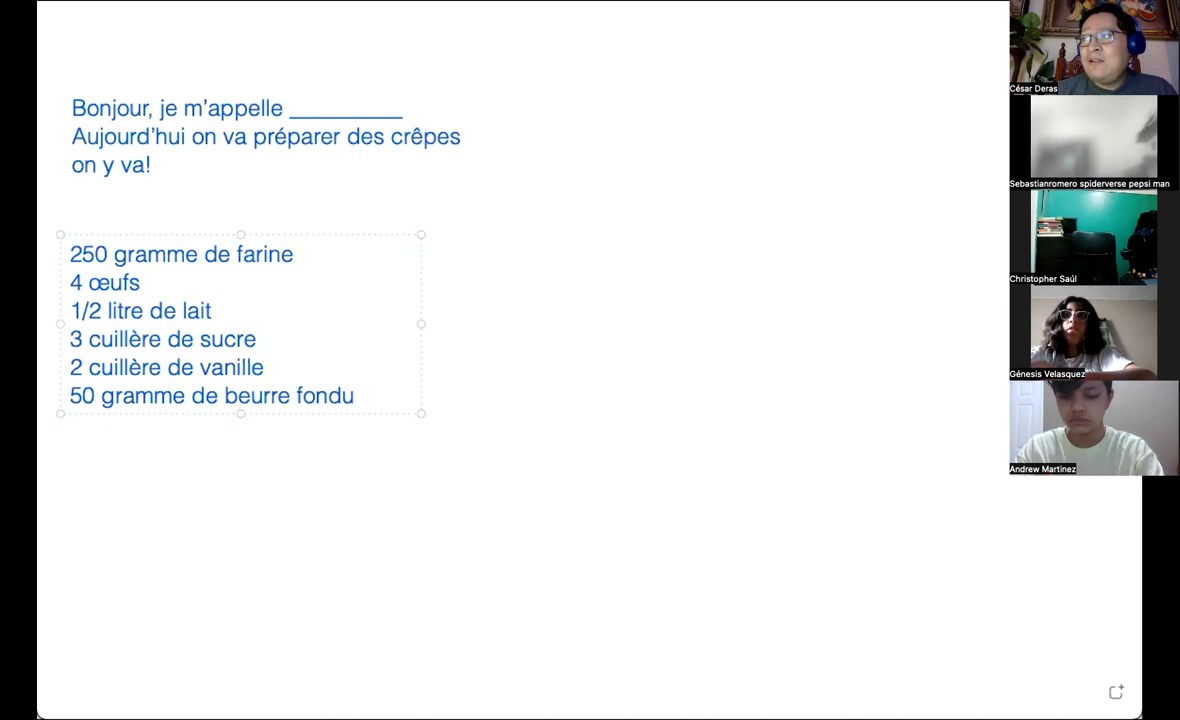 Bonjour, je m’appelle __________
Aujourd’hui on va préparer des crêpes
on y va!
250 gramme de farine
4 œufs
1/2 litre de lait
3 cuillère de sucre
2 cuillère de vanille
50 gramme de beurre fondu
César Deras
Sebastianromero spiderverse pepsi man
Christopher Saúl
Génesis Velasquez
Andrew Martinez